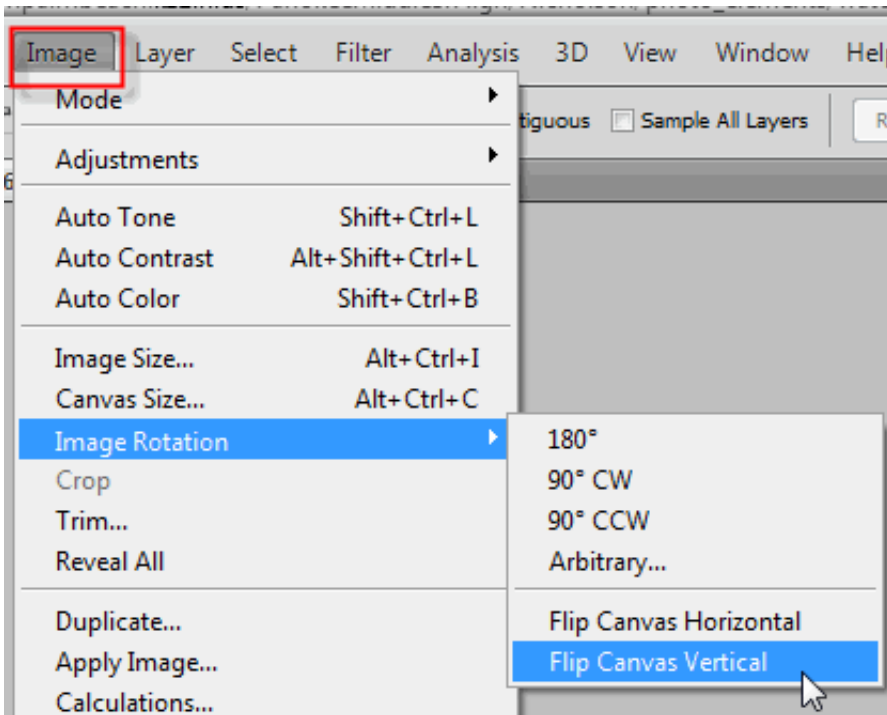 Image Layer Select Filter Analysis 3D View Window Help
Mode
tiguous Sample All Layers
Adjustments
Auto Tone Shift+Ctrl+L
Auto Contrast Alt+Shift+Ctrl+L
Auto Color Shift+Ctrl+B
Image Size... Alt+Ctrl+I
Canvas Size... Alt+Ctrl+C
Image Rotation
180°
Crop
90° CW
Trim...
90° CCW
Reveal All
Arbitrary...
Duplicate...
Flip Canvas Horizontal
Apply Image...
Flip Canvas Vertical
Calculations...